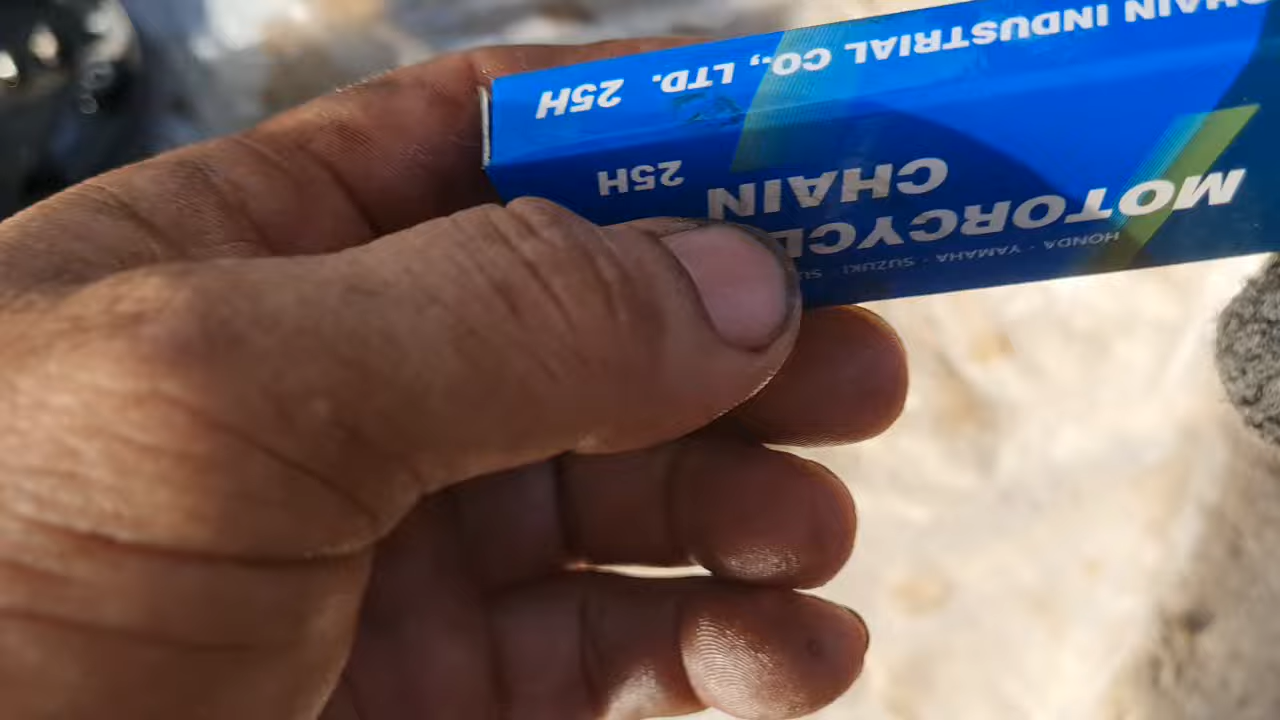 HONDA · YAMAHA · SUZUKI · SU
MOTORCYCL
CHAIN 25H
CHAIN INDUSTRIAL CO., LTD. 25H